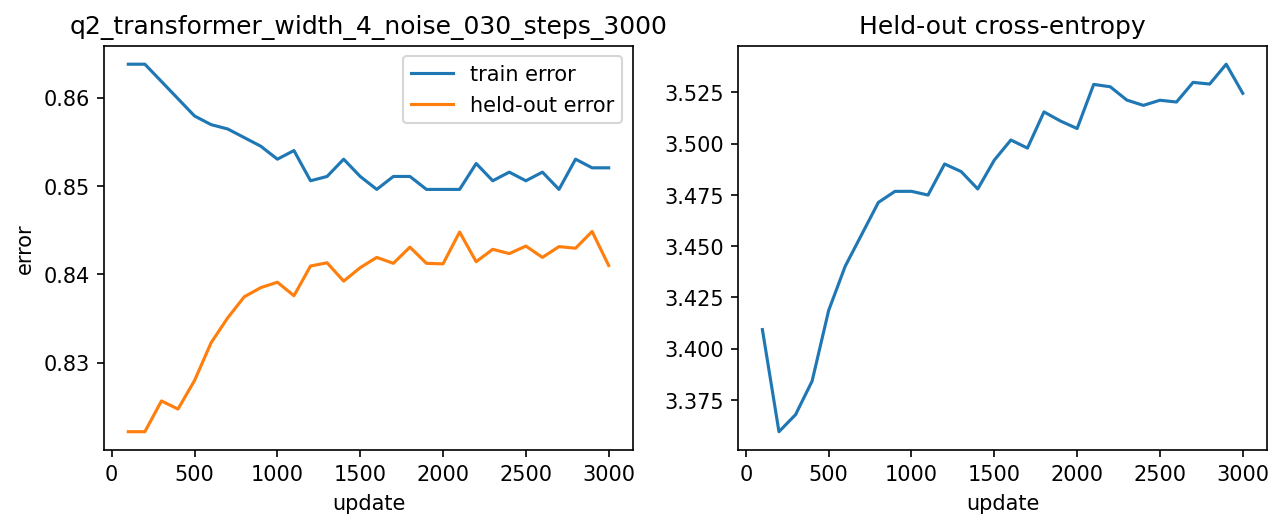 q2_transformer_width_4_noise_030_steps_3000
train error
held-out error
error
0.86
0.85
0.84
0.83
0 500 1000 1500 2000 2500 3000
update
Held-out cross-entropy
3.525
3.500
3.475
3.450
3.425
3.400
3.375
0 500 1000 1500 2000 2500 3000
update